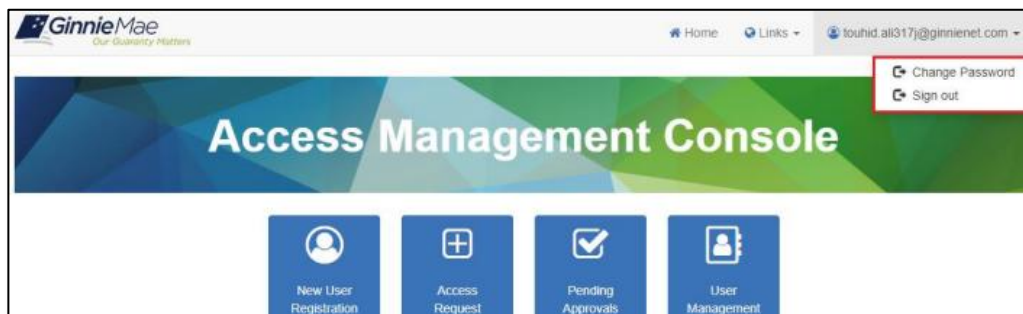 GinnieMae
Our Guaranty Matters
Home
Links
touhid.ali317j@ginnienet.com
Change Password
Sign out
Access Management Console
New User
Registration
Access
Request
Pending
Approvals
User
Management